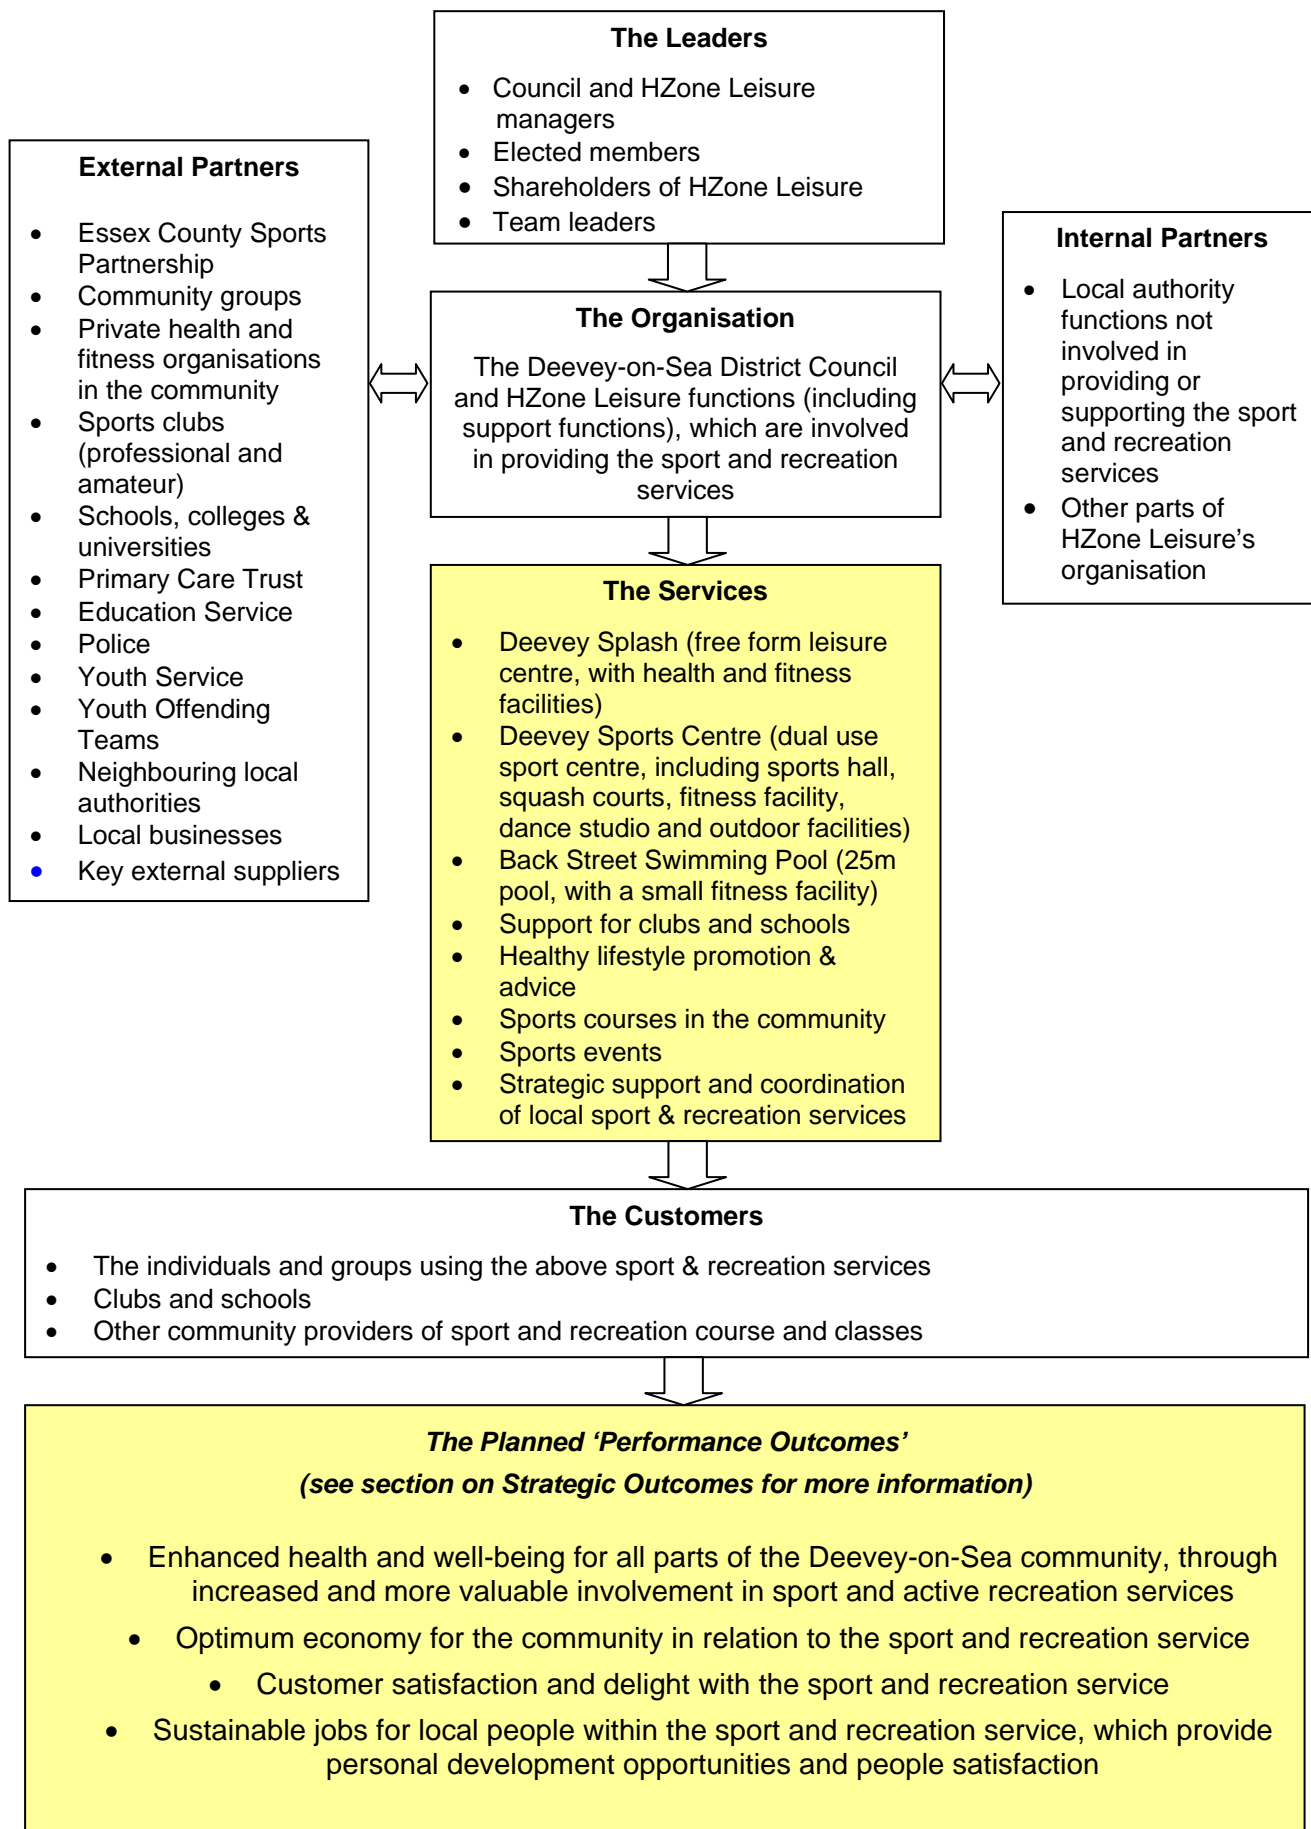 The Leaders
• Council and HZone Leisure
managers
• Elected members
• Shareholders of HZone Leisure
• Team leaders
External Partners
• Essex County Sports
Partnership
• Community groups
• Private health and
fitness organisations
in the community
• Sports clubs
(professional and
amateur)
• Schools, colleges &
universities
• Primary Care Trust
• Education Service
• Police
• Youth Service
• Youth Offending
Teams
• Neighbouring local
authorities
• Local businesses
• Key external suppliers
The Organisation
The Deevey-on-Sea District Council
and HZone Leisure functions (including
support functions), which are involved
in providing the sport and recreation
services
Internal Partners
• Local authority
functions not
involved in
providing or
supporting the sport
and recreation
services
• Other parts of
HZone Leisure's
organisation
The Services
• Deevey Splash (free form leisure
centre, with health and fitness
facilities)
• Deevey Sports Centre (dual use
sport centre, including sports hall,
squash courts, fitness facility,
dance studio and outdoor facilities)
• Back Street Swimming Pool (25m
pool, with a small fitness facility)
• Support for clubs and schools
• Healthy lifestyle promotion &
advice
• Sports courses in the community
• Sports events
• Strategic support and coordination
of local sport & recreation services
The Customers
• The individuals and groups using the above sport & recreation services
• Clubs and schools
• Other community providers of sport and recreation course and classes
The Planned 'Performance Outcomes'
(see section on Strategic Outcomes for more information)
• Enhanced health and well-being for all parts of the Deevey-on-Sea community, through
increased and more valuable involvement in sport and active recreation services
• Optimum economy for the community in relation to the sport and recreation service
• Customer satisfaction and delight with the sport and recreation service
• Sustainable jobs for local people within the sport and recreation service, which provide
personal development opportunities and people satisfaction